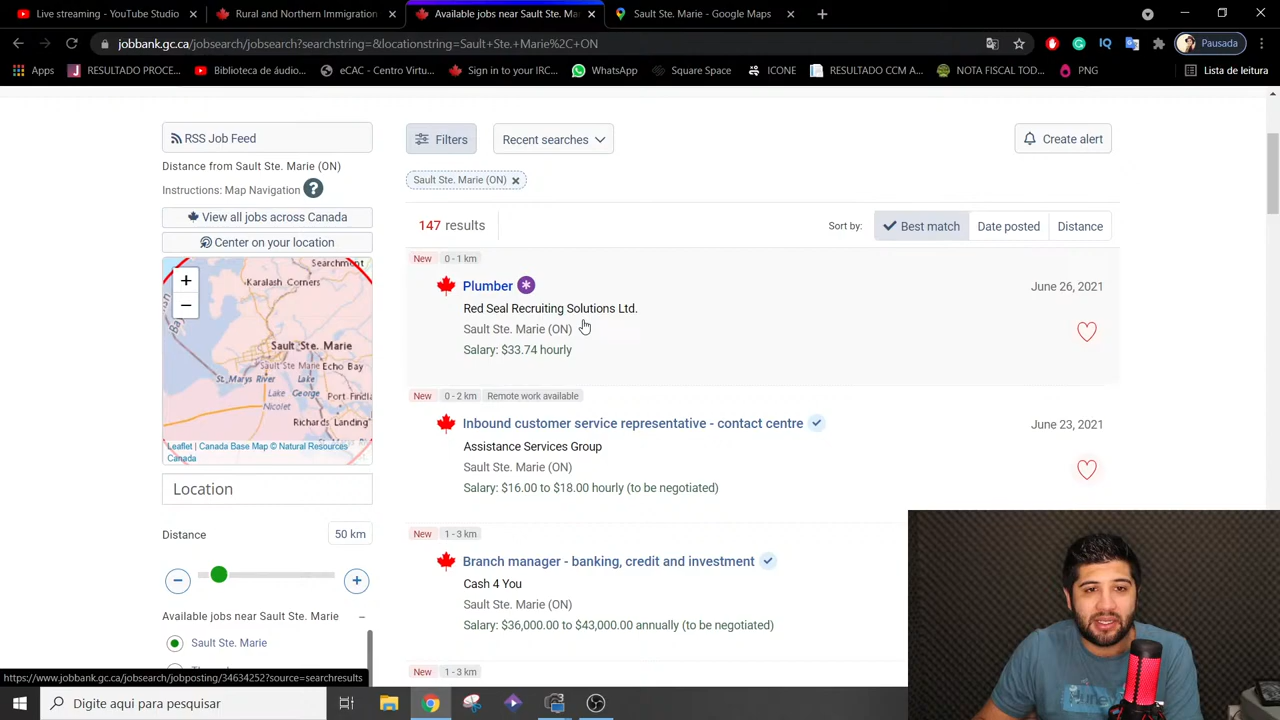 Live streaming - YouTube Studio
Rural and Northern Immigration
Available jobs near Sault Ste. Mar
Sault Ste. Marie - Google Maps
jobbank.gc.ca/jobsearch/jobsearch?searchstring=&locationstring=Sault+Ste.+Marie%2C+ON
Pausada
Apps
RESULTADO PROCE...
Biblioteca de áudio...
eCAC - Centro Virtu...
Sign in to your IRC...
WhatsApp
Square Space
ICONE
RESULTADO CCM A...
NOTA FISCAL TOD...
PNG
Lista de leitura
RSS Job Feed
Distance from Sault Ste. Marie (ON)
Instructions: Map Navigation ?
View all jobs across Canada
Center on your location
+
−
Searchmont
Karalash Corners
Sault Ste. Marie
Sault Ste Marie
Echo Bay
St. Marys River
Lake George
Lake Nicolet
Port Findla
Richards Landing
Leaflet | Canada Base Map © Natural Resources
Canada
Location
Distance
50 km
−
+
Available jobs near Sault Ste. Marie
−
Sault Ste. Marie
Filters
Recent searches
Create alert
Sault Ste. Marie (ON) ×
147 results
Sort by:
Best match
Date posted
Distance
New
0 - 1 km
Plumber
June 26, 2021
Red Seal Recruiting Solutions Ltd.
Sault Ste. Marie (ON)
Salary: $33.74 hourly
New
0 - 2 km
Remote work available
Inbound customer service representative - contact centre
June 23, 2021
Assistance Services Group
Sault Ste. Marie (ON)
Salary: $16.00 to $18.00 hourly (to be negotiated)
New
1 - 3 km
Branch manager - banking, credit and investment
Cash 4 You
Sault Ste. Marie (ON)
Salary: $36,000.00 to $43,000.00 annually (to be negotiated)
New
1 - 3 km
https://www.jobbank.gc.ca/jobsearch/jobposting/34634252?source=searchresults
Digite aqui para pesquisar